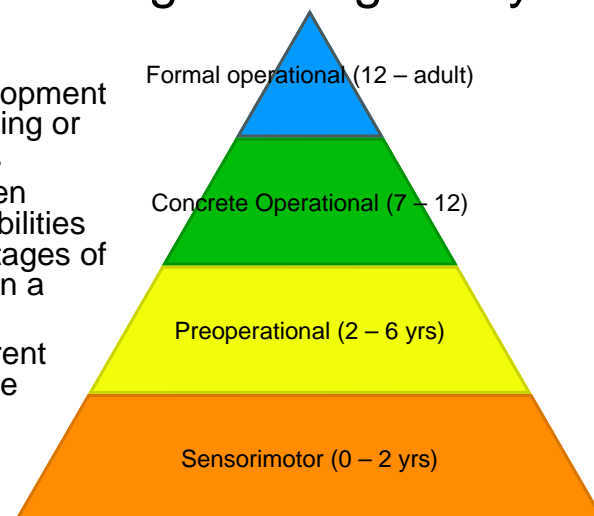 opment
ing or
en
bilities
tages of
n a
rent
e
Formal operational (12 – adult)
Concrete Operational (7 – 12)
Preoperational (2 – 6 yrs)
Sensorimotor (0 – 2 yrs)